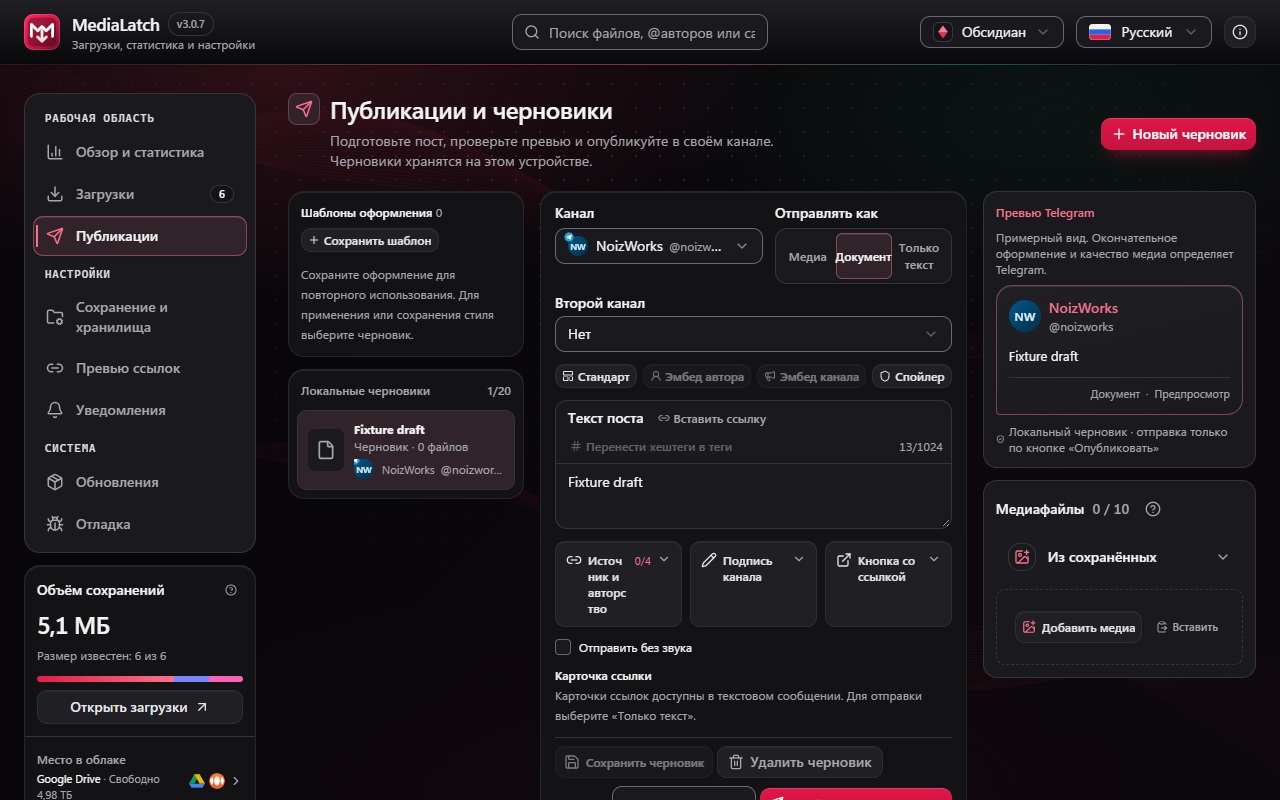 MediaLatch v3.0.7
Загрузки, статистика и настройки
Поиск файлов, @авторов или са
Обсидиан
Русский
РАБОЧАЯ ОБЛАСТЬ
Обзор и статистика
Загрузки 6
Публикации
НАСТРОЙКИ
Сохранение и
хранилища
Превью ссылок
Уведомления
СИСТЕМА
Обновления
Отладка
Объём сохранений
5,1 МБ
Размер известен: 6 из 6
Открыть загрузки
Место в облаке
Google Drive · Свободно
4,98 ТБ
Публикации и черновики
Подготовьте пост, проверьте превью и опубликуйте в своём канале.
Черновики хранятся на этом устройстве.
+ Новый черновик
Шаблоны оформления 0
+ Сохранить шаблон
Сохраните оформление для
повторного использования. Для
применения или сохранения стиля
выберите черновик.
Локальные черновики 1/20
Fixture draft
Черновик · 0 файлов
NW NoizWorks @noizwor...
Канал
NW NoizWorks @noizw...
Отправлять как
Медиа
Документ
Только
текст
Второй канал
Нет
Стандарт
Эмбед автора
Эмбед канала
Спойлер
Текст поста
Вставить ссылку
# Перенести хештеги в теги
13/1024
Fixture draft
Источ
ник и
авторс
тво
0/4
Подпись
канала
Кнопка со
ссылкой
Отправить без звука
Карточка ссылки
Карточки ссылок доступны в текстовом сообщении. Для отправки
выберите «Только текст».
Сохранить черновик
Удалить черновик
Превью Telegram
Примерный вид. Окончательное
оформление и качество медиа определяет
Telegram.
NW
NoizWorks
@noizworks
Fixture draft
Документ · Предпросмотр
Локальный черновик · отправка только
по кнопке «Опубликовать»
Медиафайлы 0 / 10
Из сохранённых
Добавить медиа
Вставить